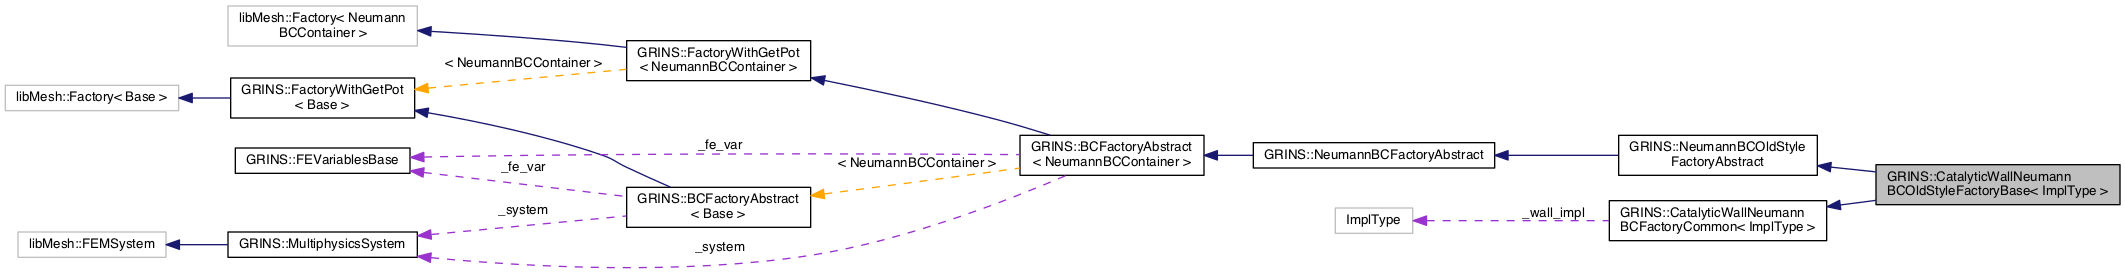 libMesh::Factory< Neumann
BCContainer >
libMesh::Factory< Base >
GRINS::FactoryWithGetPot
< Base >
GRINS::FEVariablesBase
libMesh::FEMSystem
GRINS::MultiphysicsSystem
< NeumannBCContainer >
GRINS::FactoryWithGetPot
< NeumannBCContainer >
_fe_var
_fe_var
_system
GRINS::BCFactoryAbstract
< Base >
_system
< NeumannBCContainer >
GRINS::BCFactoryAbstract
< NeumannBCContainer >
GRINS::NeumannBCFactoryAbstract
ImplType
_wall_impl
GRINS::NeumannBCOldStyle
FactoryAbstract
GRINS::CatalyticWallNeumann
BCFactoryCommon< ImplType >
GRINS::CatalyticWallNeumann
BCOldStyleFactoryBase< ImplType >